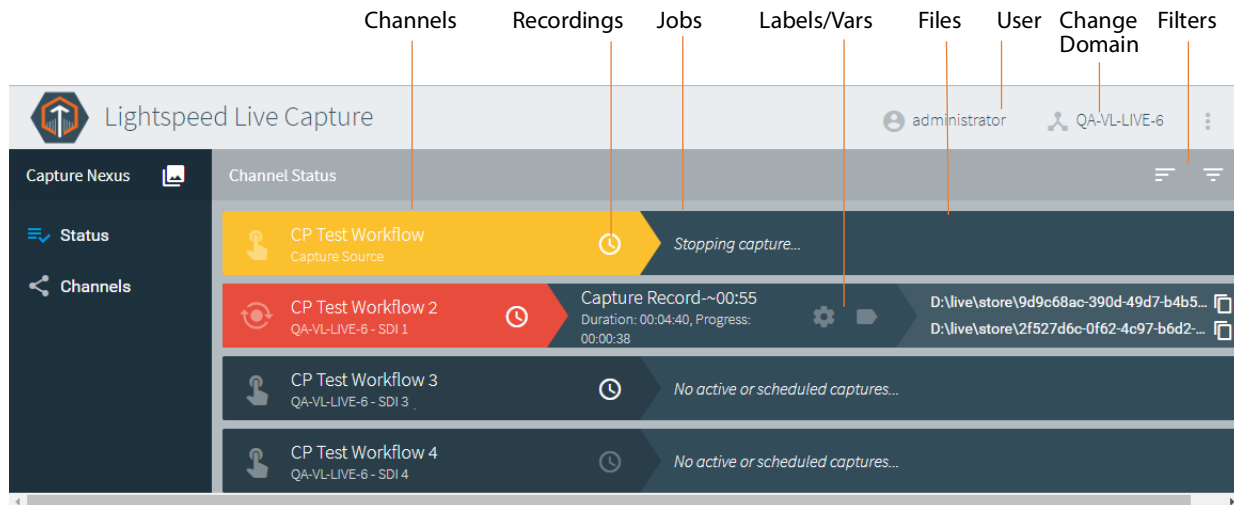 Channels Recordings Jobs Labels/Vars Files User Change Domain Filters
Lightspeed Live Capture
administrator
QA-VL-LIVE-6
Capture Nexus
Channel Status
Status
Channels
CP Test Workflow
Capture Source
Stopping capture...
CP Test Workflow 2
QA-VL-LIVE-6 - SDI 1
Capture Record-~00:55
Duration: 00:04:40, Progress:
00:00:38
D:\live\store\9d9c68ac-390d-49d7-b4b5...
D:\live\store\2f527d6c-0f62-4c97-b6d2-...
CP Test Workflow 3
QA-VL-LIVE-6 - SDI 3
No active or scheduled captures...
CP Test Workflow 4
QA-VL-LIVE-6 - SDI 4
No active or scheduled captures...